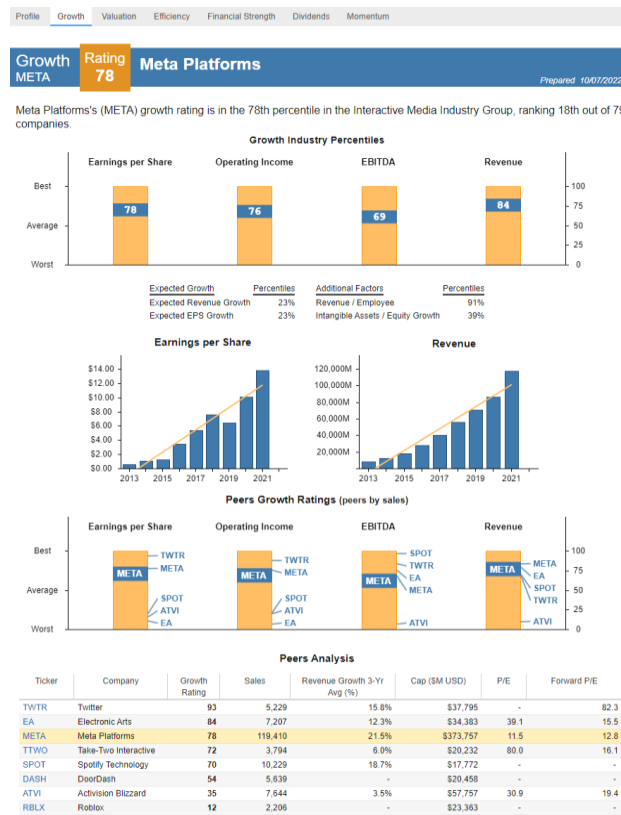 Profile Growth Valuation Efficiency Financial Strength Dividends Momentum
Growth Rating Meta Platforms
META 78
Prepared 10/07/2022
Meta Platforms's (META) growth rating is in the 78th percentile in the Interactive Media Industry Group, ranking 18th out of 79
companies.
Growth Industry Percentiles
Earnings per Share Operating Income EBITDA Revenue
Best 100
78 76 69 84 75
Average 50
25
Worst 0
Expected Growth Percentiles Additional Factors Percentiles
Expected Revenue Growth 23% Revenue / Employee 91%
Expected EPS Growth 23% Intangible Assets / Equity Growth 39%
Earnings per Share
$14.00
$12.00
$10.00
$8.00
$6.00
$4.00
$2.00
$0.00
2013 2015 2017 2019 2021
Revenue
120,000M
100,000M
80,000M
60,000M
40,000M
20,000M
2013 2015 2017 2019 2021
Peers Growth Ratings (peers by sales)
Earnings per Share Operating Income EBITDA Revenue
Best
Average
Worst
META
TWTR
META
SPOT
ATVI
EA
META
TWTR
META
SPOT
ATVI
EA
META
SPOT
TWTR
EA
META
ATVI
META
META
EA
SPOT
TWTR
ATVI
100
75
50
25
0
Peers Analysis
Ticker Company Growth Rating Sales Revenue Growth 3-Yr Avg (%) Cap ($M USD) P/E Forward P/E
TWTR Twitter 93 5,229 15.8% $37,795 - 82.3
EA Electronic Arts 84 7,207 12.3% $34,383 39.1 15.5
META Meta Platforms 78 119,410 21.5% $373,757 11.5 12.8
TTWO Take-Two Interactive 72 3,794 6.0% $20,232 80.0 16.1
SPOT Spotify Technology 70 10,229 18.7% $17,772 - -
DASH DoorDash 54 5,639 - $20,458 - -
ATVI Activision Blizzard 35 7,644 3.5% $57,757 30.9 19.4
RBLX Roblox 12 2,206 - $23,363 - -